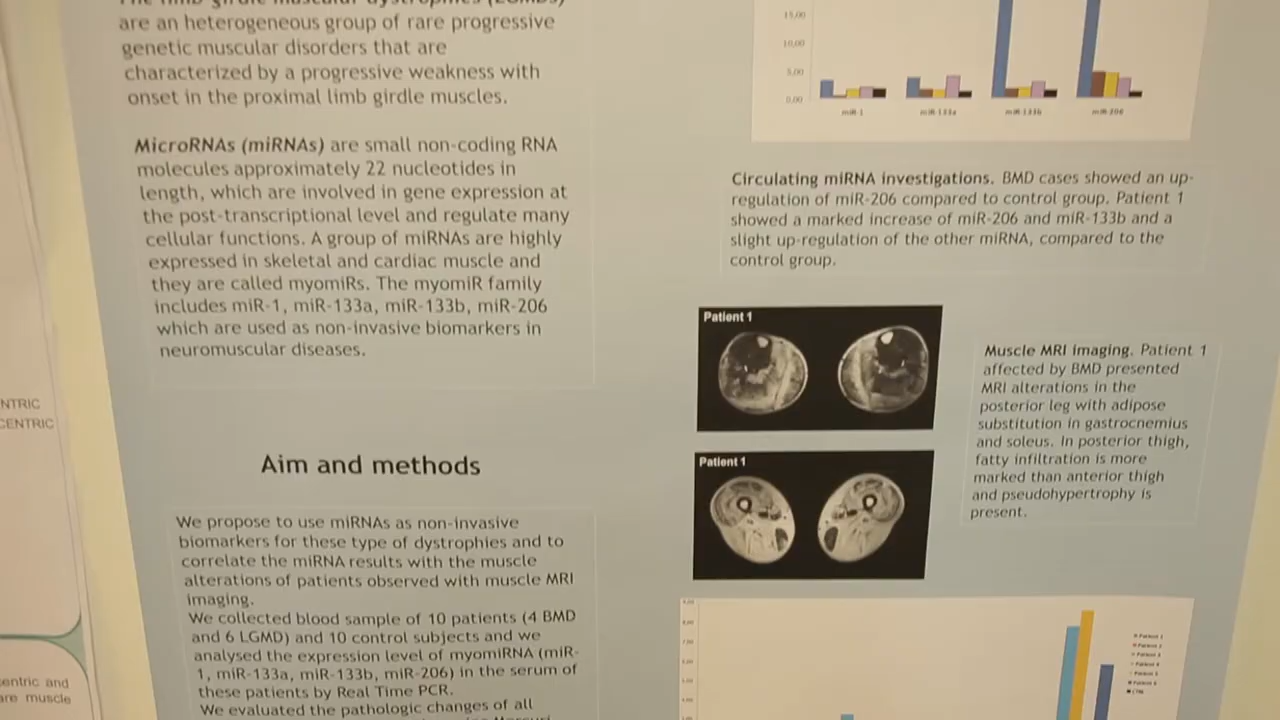 The limb girdle muscular dystrophies (LGMDs)
are an heterogeneous group of rare progressive
genetic muscular disorders that are
characterized by a progressive weakness with
onset in the proximal limb girdle muscles.
MicroRNAs (miRNAs) are small non-coding RNA
molecules approximately 22 nucleotides in
length, which are involved in gene expression at
the post-transcriptional level and regulate many
cellular functions. A group of miRNAs are highly
expressed in skeletal and cardiac muscle and
they are called myomiRs. The myomiR family
includes miR-1, miR-133a, miR-133b, miR-206
which are used as non-invasive biomarkers in
neuromuscular diseases.
Aim and methods
We propose to use miRNAs as non-invasive
biomarkers for these type of dystrophies and to
correlate the miRNA results with the muscle
alterations of patients observed with muscle MRI
imaging.
We collected blood sample of 10 patients (4 BMD
and 6 LGMD) and 10 control subjects and we
analysed the expression level of myomiRNA (miR-
1, miR-133a, miR-133b, miR-206) in the serum of
these patients by Real Time PCR.
We evaluated the pathologic changes of all
15,00
10,00
5,00
0,00
miR-1 miR-133a miR-133b miR-206
Circulating miRNA investigations. BMD cases showed an up-
regulation of miR-206 compared to control group. Patient 1
showed a marked increase of miR-206 and miR-133b and a
slight up-regulation of the other miRNA, compared to the
control group.
Patient 1
Patient 1
Muscle MRI imaging. Patient 1
affected by BMD presented
MRI alterations in the
posterior leg with adipose
substitution in gastrocnemius
and soleus. In posterior thigh,
fatty infiltration is more
marked than anterior thigh
and pseudohypertrophy is
present.
NTRIC
CENTRIC
entric and
are muscle